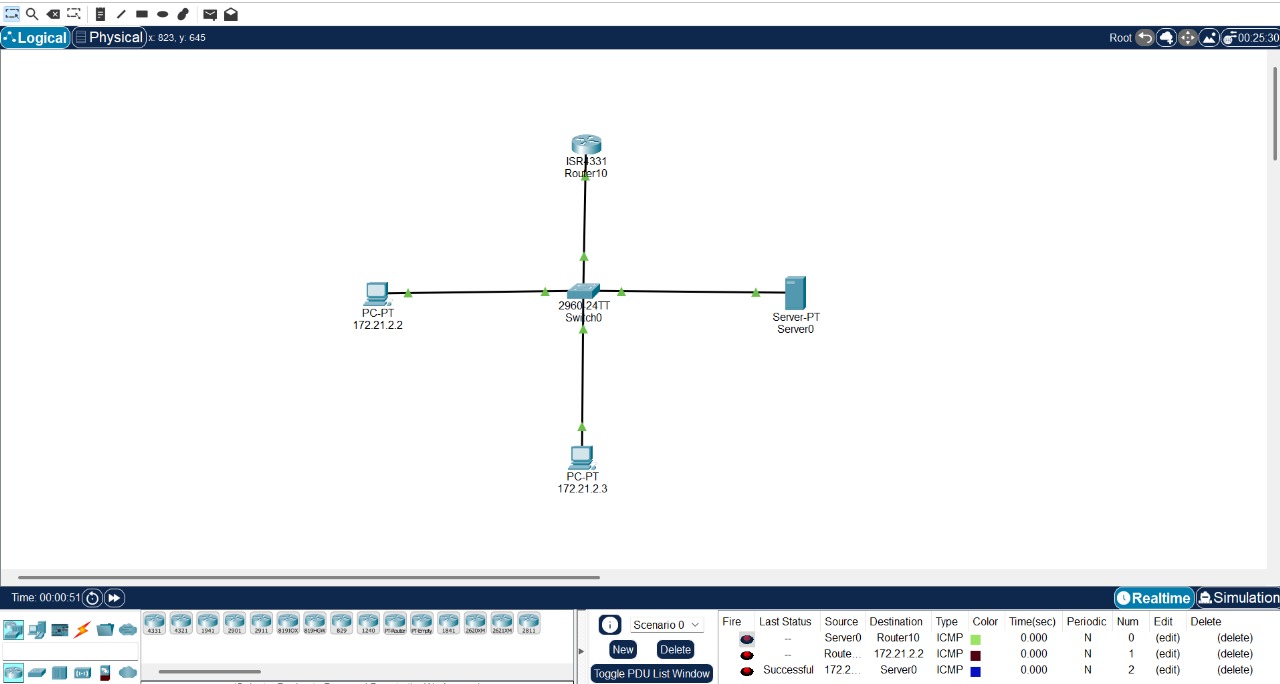 Logical Physical x: 823, y: 645 Root 00:25:30
ISR4331
Router10
PC-PT
172.21.2.2
2960-24TT
Switch0
Server-PT
Server0
PC-PT
172.21.2.3
Time: 00:00:51 Realtime Simulation
4331 4321 1941 2901 2911 819IOX 819HGW 829 1240 PT-Router PT-Empty 1841 2620XM 2621XM 2811
Scenario 0
New Delete
Toggle PDU List Window
Fire Last Status Source Destination Type Color Time(sec) Periodic Num Edit Delete
-- Server0 Router10 ICMP 0.000 N 0 (edit) (delete)
-- Route... 172.21.2.2 ICMP 0.000 N 1 (edit) (delete)
Successful 172.2... Server0 ICMP 0.000 N 2 (edit) (delete)